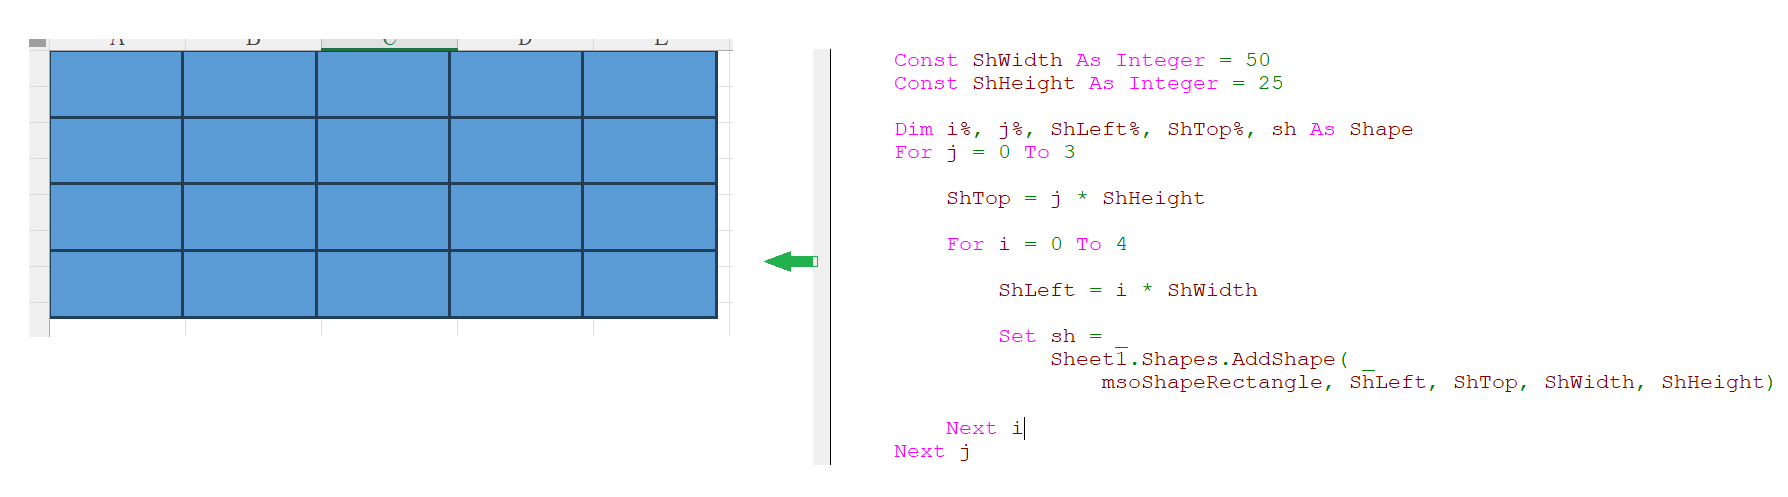 A B C D E
Const ShWidth As Integer = 50
Const ShHeight As Integer = 25
Dim i%, j%, ShLeft%, ShTop%, sh As Shape
For j = 0 To 3
ShTop = j * ShHeight
For i = 0 To 4
ShLeft = i * ShWidth
Set sh = _
Sheet1.Shapes.AddShape( _
msoShapeRectangle, ShLeft, ShTop, ShWidth, ShHeight)
Next i
Next j